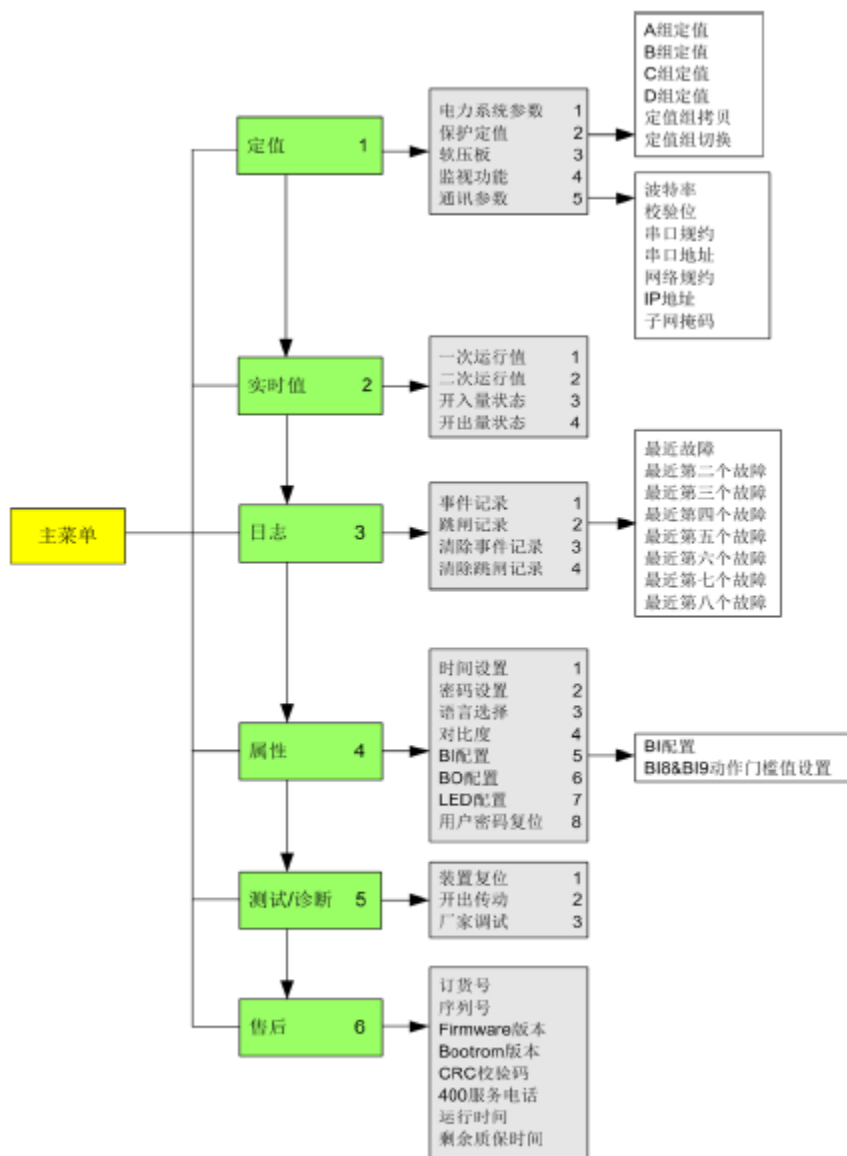 主菜单
定值 1
电力系统参数 1
保护定值 2
软压板 3
监视功能 4
通讯参数 5
A组定值
B组定值
C组定值
D组定值
定值组拷贝
定值组切换
波特率
校验位
串口规约
串口地址
网络规约
IP地址
子网掩码
实时值 2
一次运行值 1
二次运行值 2
开入量状态 3
开出量状态 4
日志 3
事件记录 1
跳闸记录 2
清除事件记录 3
清除跳闸记录 4
最近故障
最近第二个故障
最近第三个故障
最近第四个故障
最近第五个故障
最近第六个故障
最近第七个故障
最近第八个故障
属性 4
时间设置 1
密码设置 2
语言选择 3
对比度 4
BI配置 5
BO配置 6
LED配置 7
用户密码复位 8
BI配置
BI8&BI9动作门槛值设置
测试/诊断 5
装置复位 1
开出传动 2
厂家调试 3
售后 6
订货号
序列号
Firmware版本
Bootrom版本
CRC校验码
400服务电话
运行时间
剩余质保时间